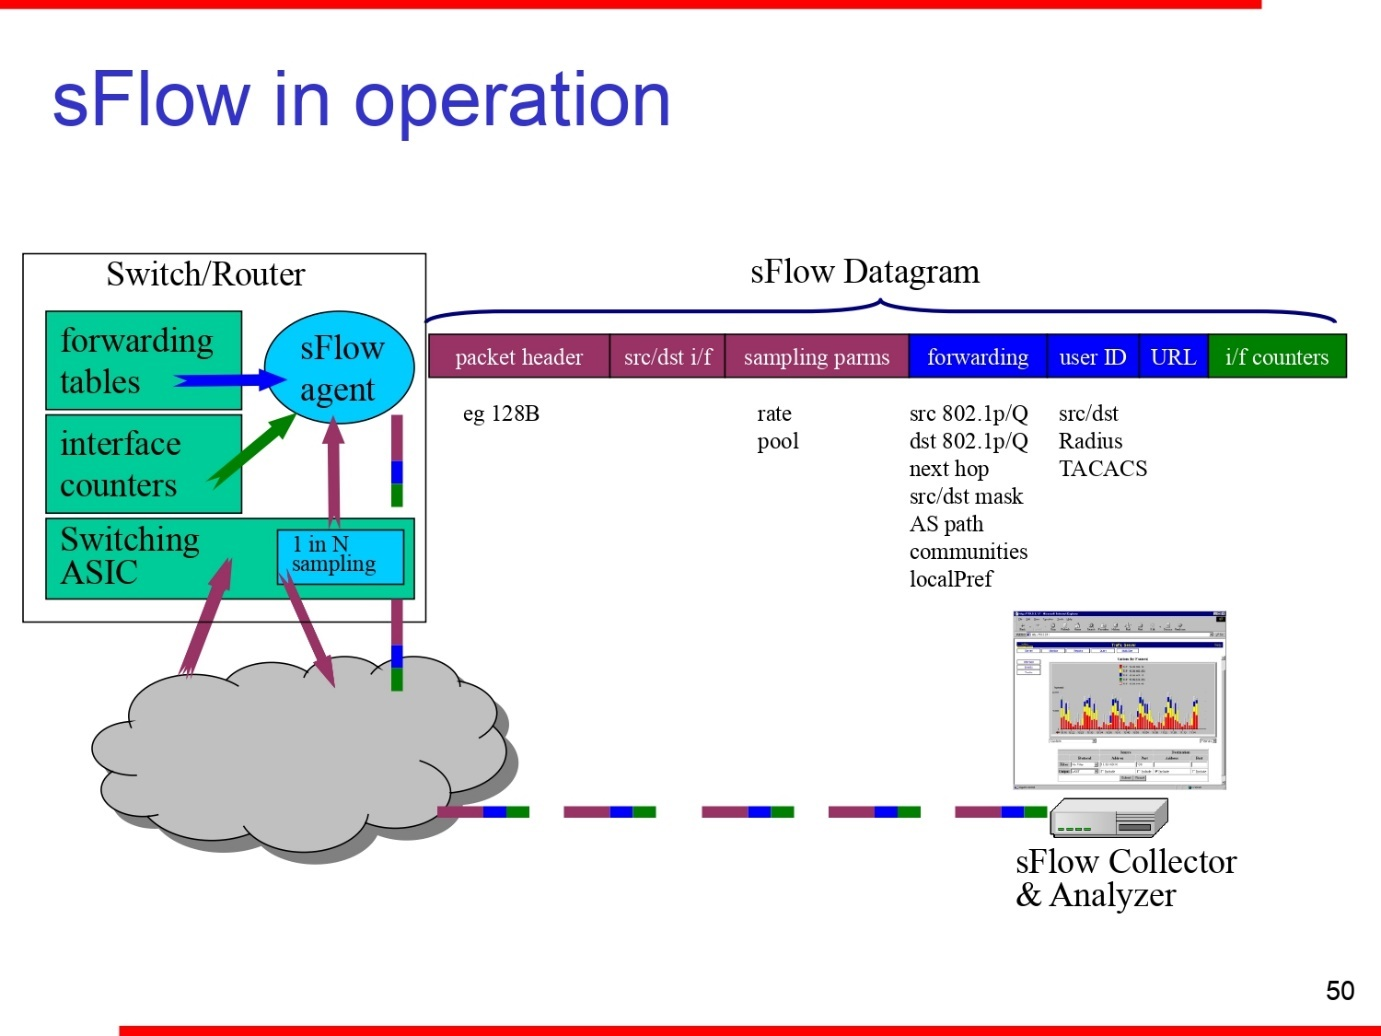 sFlow in operation
Switch/Router
forwarding
tables
sFlow
agent
interface
counters
Switching
ASIC
1 in N
sampling
sFlow Datagram
packet header
src/dst i/f
sampling parms
forwarding
user ID
URL
i/f counters
eg 128B
rate
pool
src 802.1p/Q
dst 802.1p/Q
next hop
src/dst mask
AS path
communities
localPref
src/dst
Radius
TACACS
sFlow Collector
& Analyzer
50